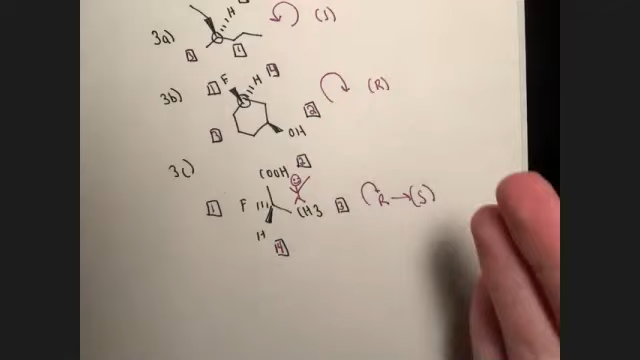 H
3a)
(S)
3
1
3b)
1
F
H
4
(R)
2
3
OH
3c)
COOH
2
1
F
CH3
3
R → (S)
H
4